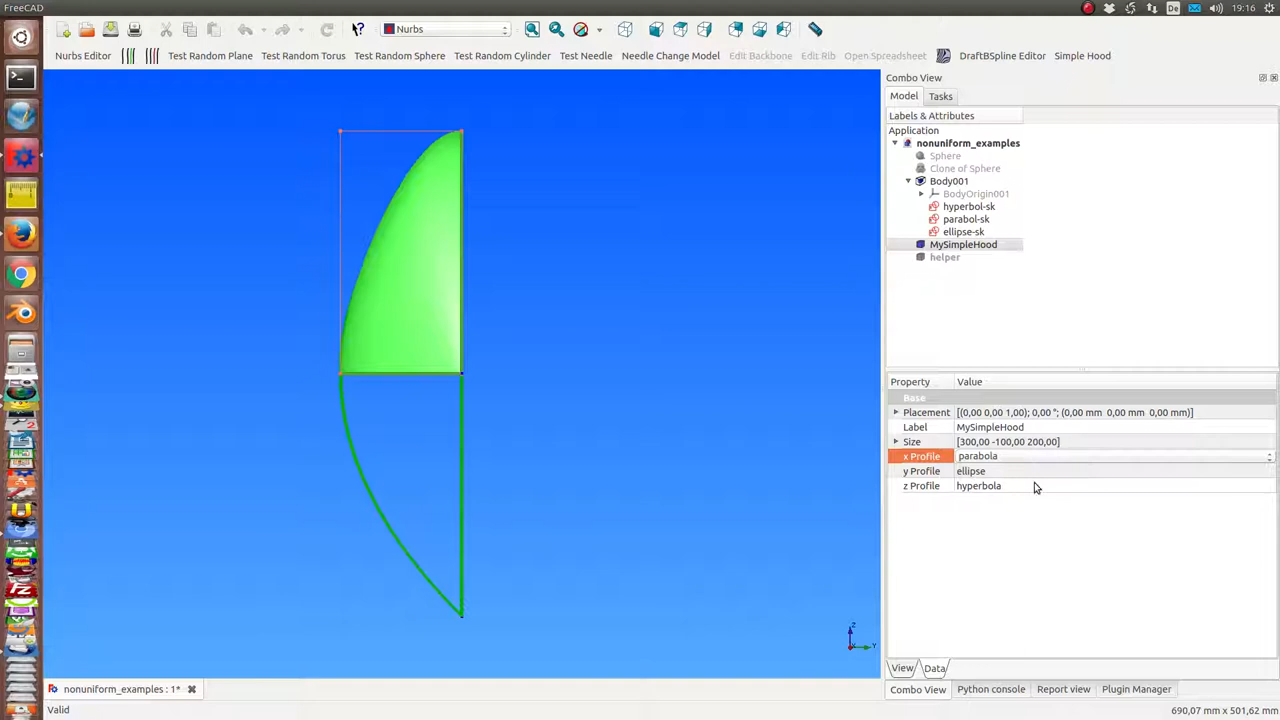 FreeCAD
De
19:16
Nurbs
Nurbs Editor
Test Random Plane
Test Random Torus
Test Random Sphere
Test Random Cylinder
Test Needle
Needle Change Model
Edit Backbone
Edit Rib
Open Spreadsheet
DraftBSpline Editor
Simple Hood
Combo View
Model
Tasks
Labels & Attributes
Application
nonuniform_examples
Sphere
Clone of Sphere
Body001
BodyOrigin001
hyperbol-sk
parabol-sk
ellipse-sk
MySimpleHood
helper
Property Value
Base
Placement [(0,00 0,00 1,00); 0,00 °; (0,00 mm 0,00 mm 0,00 mm)]
Label MySimpleHood
Size [300,00 -100,00 200,00]
x Profile parabola
y Profile ellipse
z Profile hyperbola
Z
Y
View
Data
nonuniform_examples : 1*
Combo View
Python console
Report view
Plugin Manager
Valid
690,07 mm x 501,62 mm